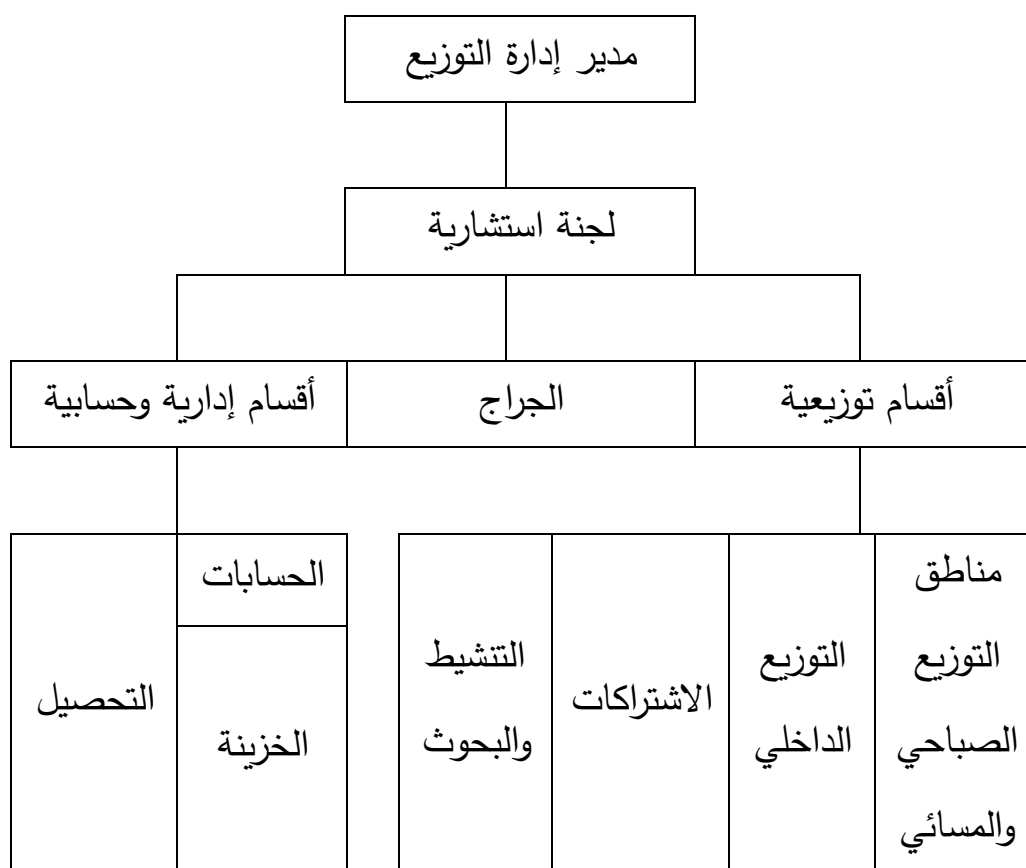 مدير إدارة التوزيع
لجنة استشارية
أقسام توزيعية
الجراج
أقسام إدارية وحسابية
مناطق
التوزيع
الصباحي
والمسائي
التوزيع
الداخلي
الاشتراكات
التنشيط
والبحوث
الحسابات
الخزينة
التحصيل